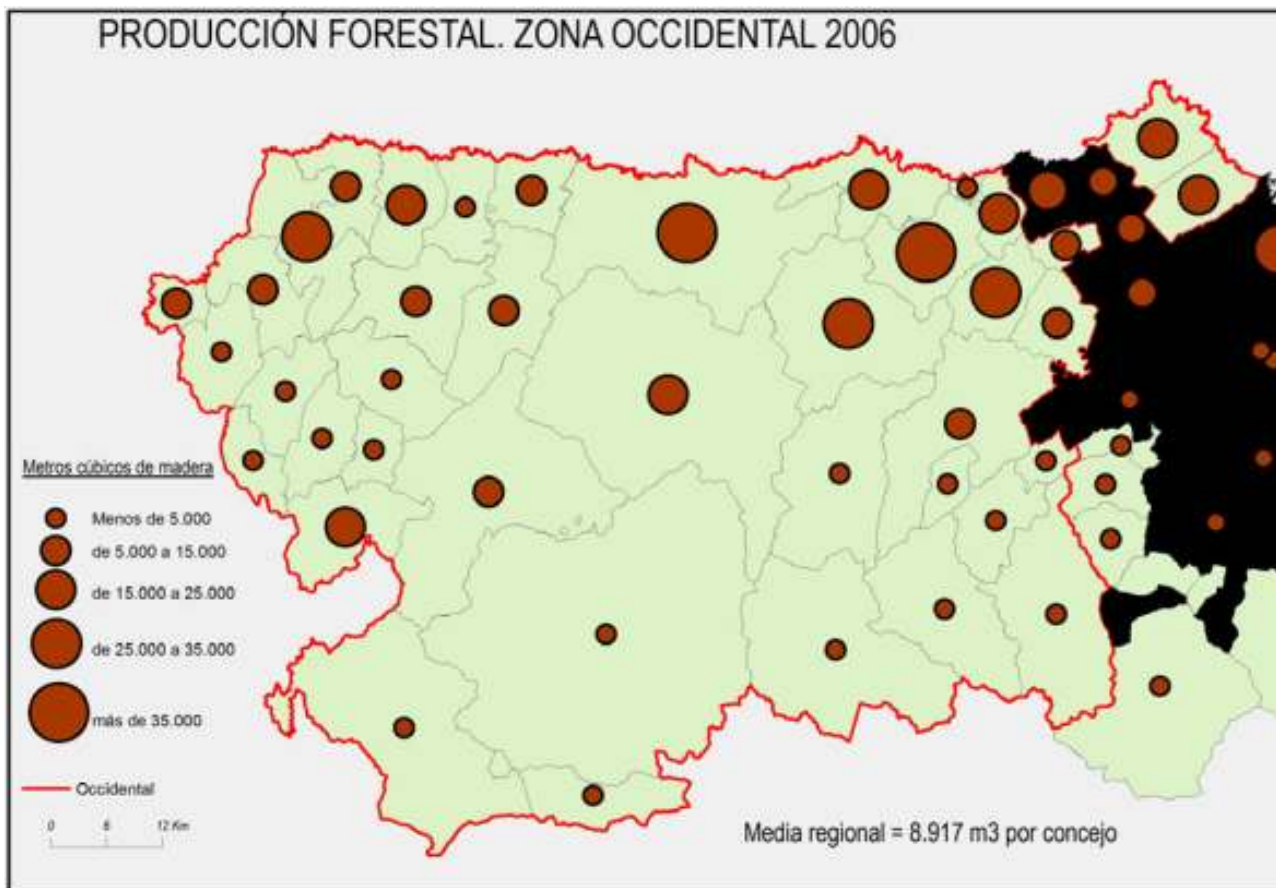 PRODUCCIÓN FORESTAL. ZONA OCCIDENTAL 2006
Metros cúbicos de madera
Menos de 5.000
de 5.000 a 15.000
de 15.000 a 25.000
de 25.000 a 35.000
más de 35.000
Occidental
0 6 12 Km
Media regional = 8.917 m3 por concejo